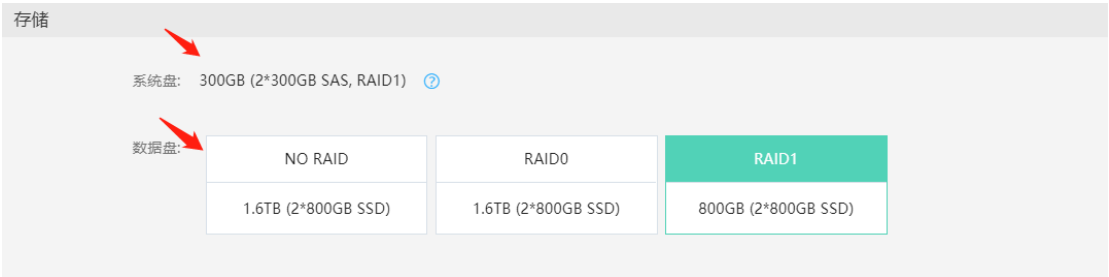 存储
系统盘: 300GB (2*300GB SAS, RAID1) ?
数据盘:
NO RAID RAID0 RAID1
1.6TB (2*800GB SSD) 1.6TB (2*800GB SSD) 800GB (2*800GB SSD)